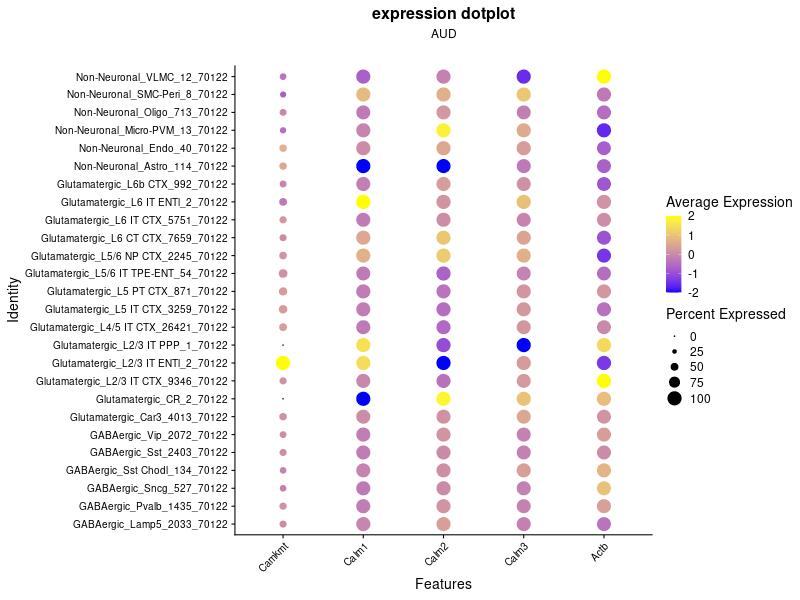 expression dotplot
AUD
Identity
Non-Neuronal_VLMC_12_70122
Non-Neuronal_SMC-Peri_8_70122
Non-Neuronal_Oligo_713_70122
Non-Neuronal_Micro-PVM_13_70122
Non-Neuronal_Endo_40_70122
Non-Neuronal_Astro_114_70122
Glutamatergic_L6b CTX_992_70122
Glutamatergic_L6 IT ENTl_2_70122
Glutamatergic_L6 IT CTX_5751_70122
Glutamatergic_L6 CT CTX_7659_70122
Glutamatergic_L5/6 NP CTX_2245_70122
Glutamatergic_L5/6 IT TPE-ENT_54_70122
Glutamatergic_L5 PT CTX_871_70122
Glutamatergic_L5 IT CTX_3259_70122
Glutamatergic_L4/5 IT CTX_26421_70122
Glutamatergic_L2/3 IT PPP_1_70122
Glutamatergic_L2/3 IT ENTl_2_70122
Glutamatergic_L2/3 IT CTX_9346_70122
Glutamatergic_CR_2_70122
Glutamatergic_Car3_4013_70122
GABAergic_Vip_2072_70122
GABAergic_Sst_2403_70122
GABAergic_Sst Chodl_134_70122
GABAergic_Sncg_527_70122
GABAergic_Pvalb_1435_70122
GABAergic_Lamp5_2033_70122
Camkmt
Calm1
Calm2
Calm3
Actb
Features
Average Expression
2
1
0
-1
-2
Percent Expressed
0
25
50
75
100